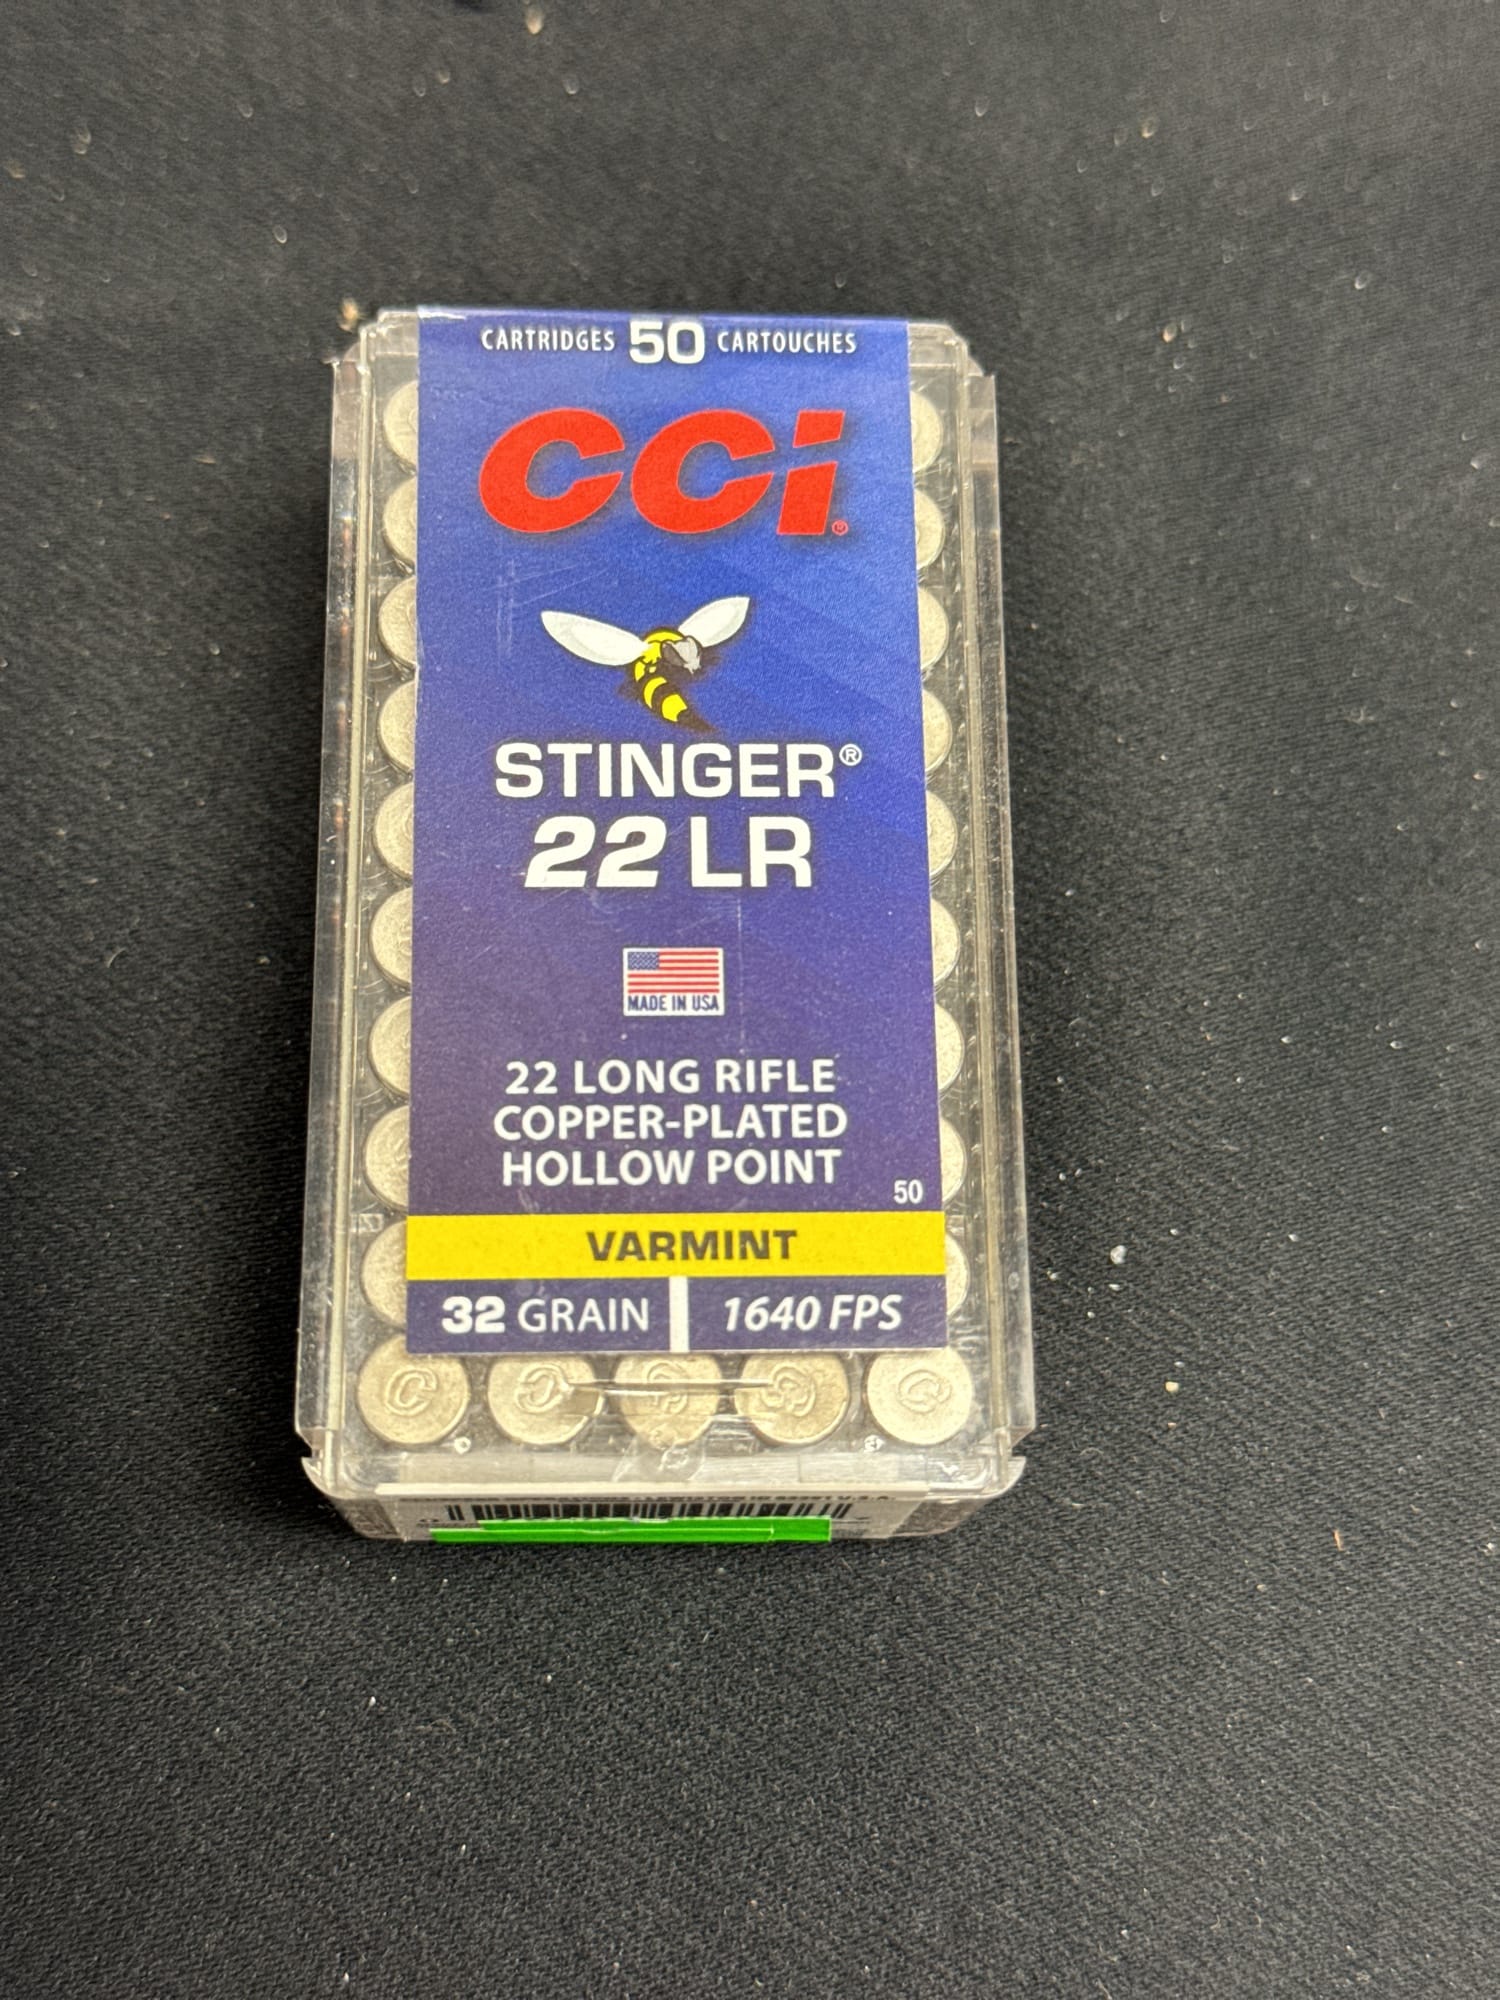 CARTRIDGES 50 CARTOUCHES
CCI®
STINGER®
22 LR
MADE IN USA
22 LONG RIFLE
COPPER-PLATED
HOLLOW POINT
50
VARMINT
32 GRAIN 1640 FPS
C C C C C